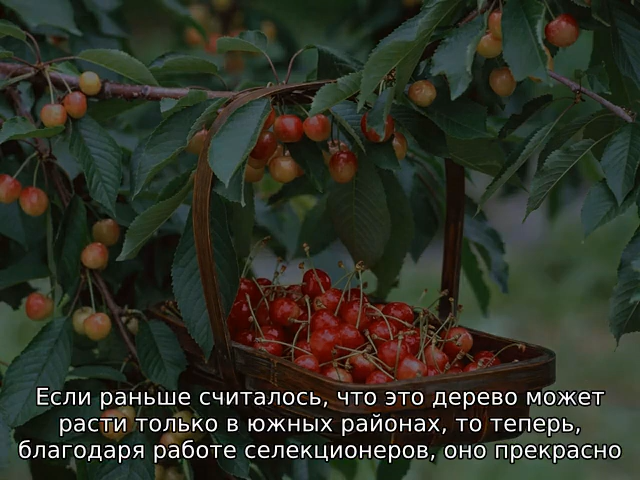 Если раньше считалось, что это дерево может
расти только в южных районах, то теперь,
благодаря работе селекционеров, оно прекрасно